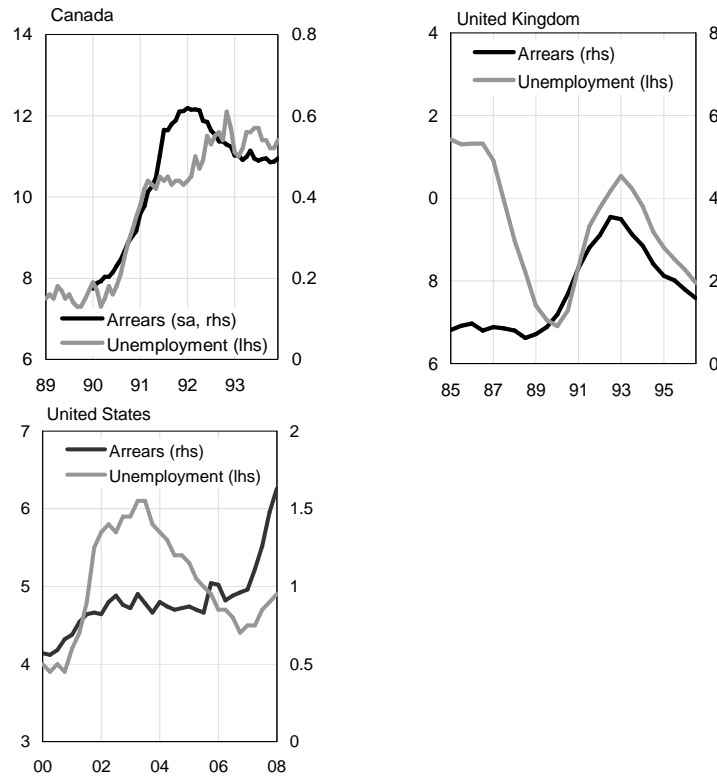 Canada
14
12
10
8
6
0.8
0.6
0.4
0.2
0
Arrears (sa, rhs)
Unemployment (lhs)
89 90 91 92 93
United Kingdom
4
2
0
8
6
8
6
4
2
0
Arrears (rhs)
Unemployment (lhs)
85 87 89 91 93 95
United States
7
6
5
4
3
2
1.5
1
0.5
0
Arrears (rhs)
Unemployment (lhs)
00 02 04 06 08